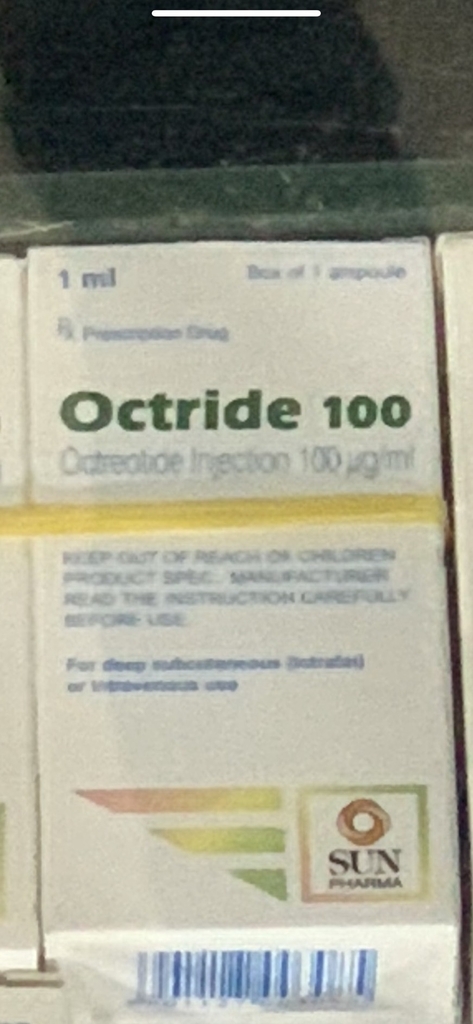 1 ml
Box of 1 ampoule
Rx Prescription Drug
Octride 100
Octreotide Injection 100 µg/ml
KEEP OUT OF REACH OF CHILDREN
PRODUCT SPEC. MANUFACTURER
READ THE INSTRUCTION CAREFULLY
BEFORE USE
For deep subcutaneous (intrafat)
or intravenous use
SUN
PHARMA